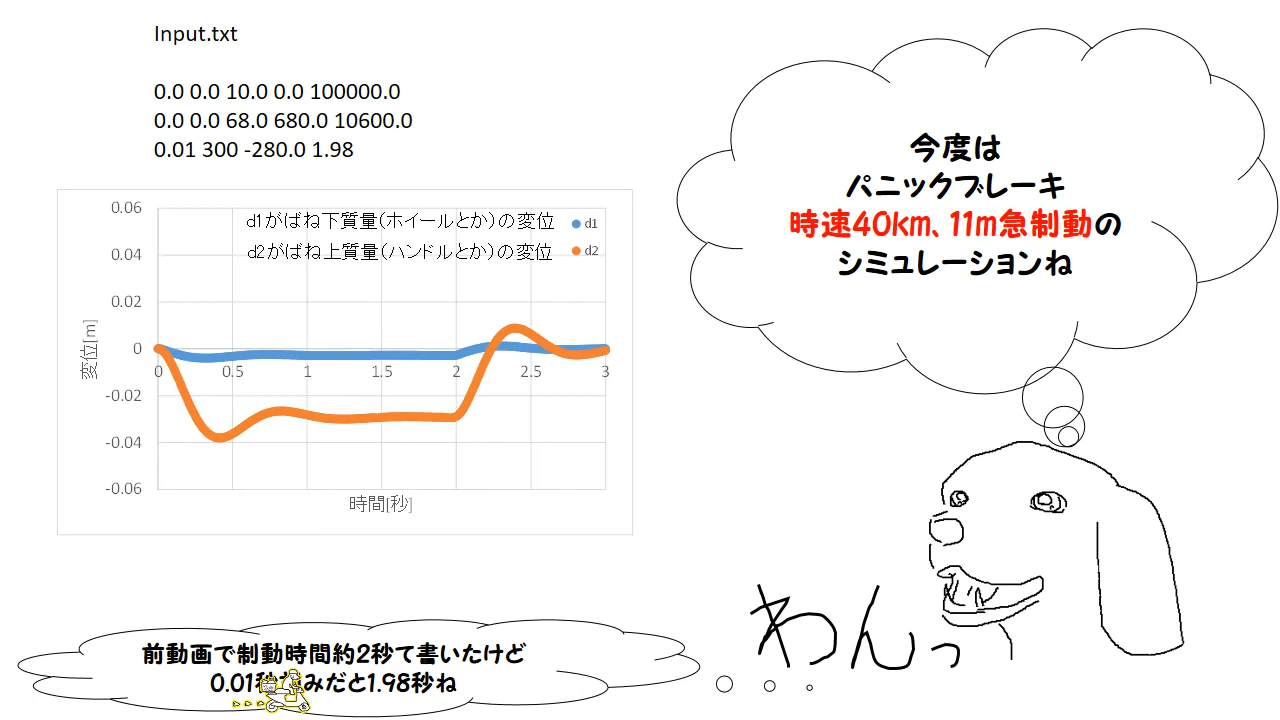 Input.txt
0.0 0.0 10.0 0.0 100000.0
0.0 0.0 68.0 680.0 10600.0
0.01 300 -280.0 1.98
今度は
パニックブレーキ
時速40km、11m急制動の
シミュレーションね
d1がばね下質量(ホイールとか)の変位
d1
d2がばね上質量(ハンドルとか)の変位
d2
変位[m]
0.06
0.04
0.02
0
-0.02
-0.04
-0.06
0 0.5 1 1.5 2 2.5 3
時間[秒]
わんっ
前動画で制動時間約2秒て書いたけど
0.01秒みだと1.98秒ね